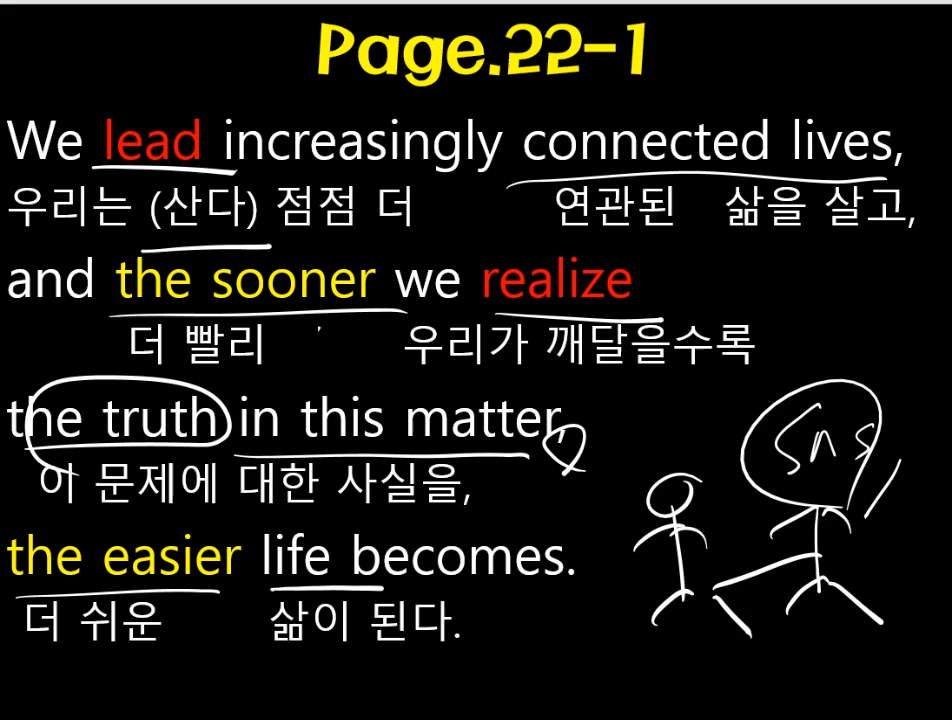 Page.22-1
We lead increasingly connected lives,
우리는 (산다) 점점 더 연관된 삶을 살고,
and the sooner we realize
더 빨리 우리가 깨달을수록
the truth in this matter,
이 문제에 대한 사실을,
sns
the easier life becomes.
더 쉬운 삶이 된다.